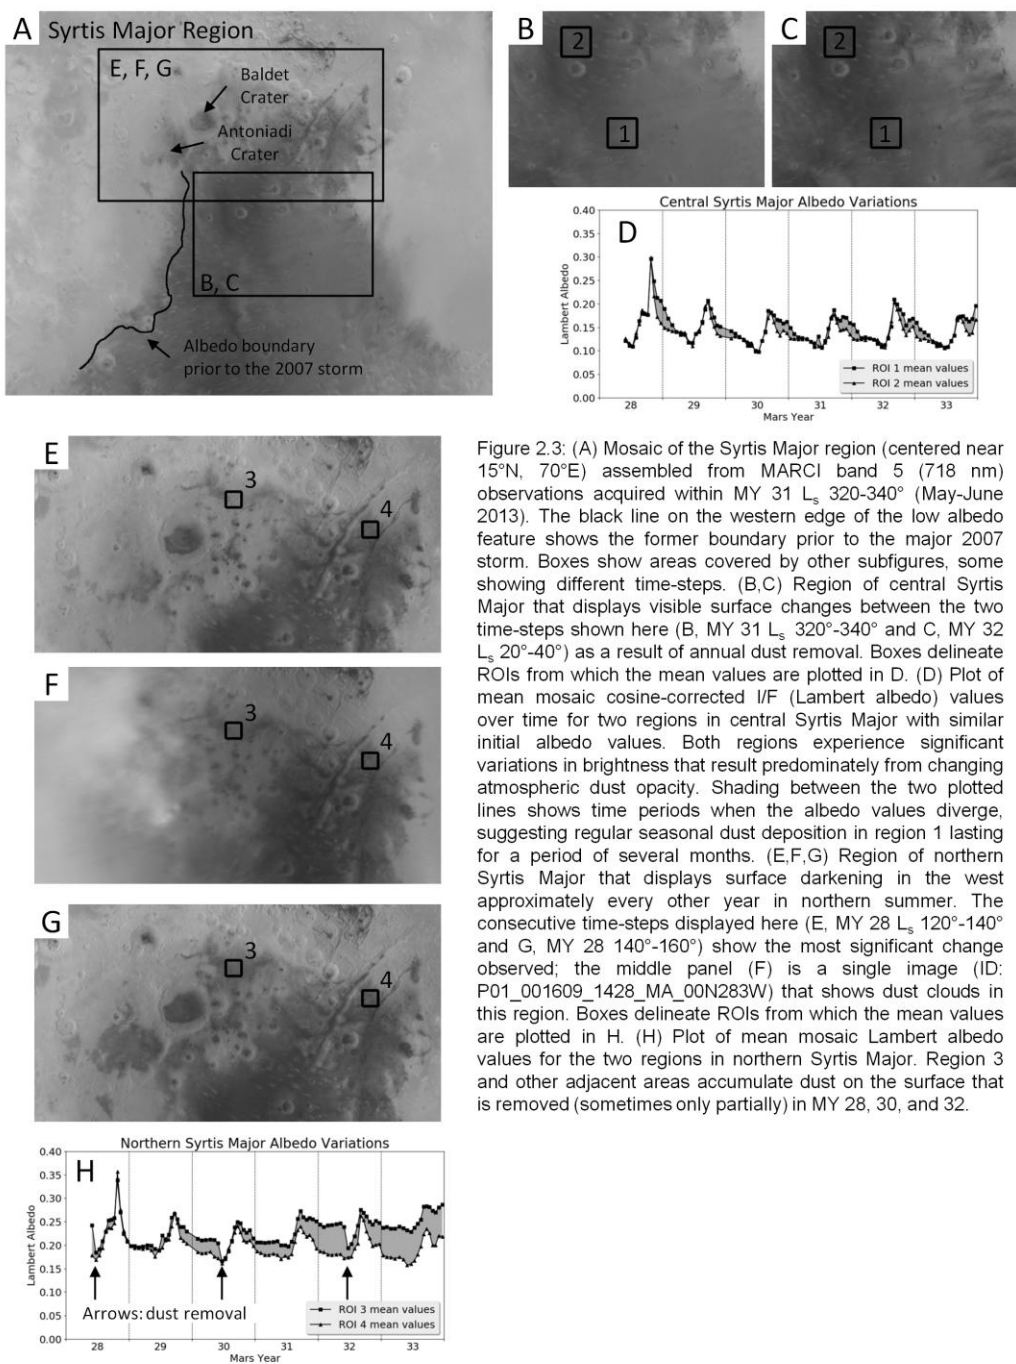 A Syrtis Major Region
E, F, G
Baldet
Crater
Antoniadi
Crater
B, C
Albedo boundary
prior to the 2007 storm
B
2
1
C
2
1
Central Syrtis Major Albedo Variations
D
0.40
0.35
0.30
0.25
0.20
0.15
0.10
0.05
0.00
Lambert Albedo
ROI 1 mean values
ROI 2 mean values
28 29 30 31 32 33
Mars Year
E
3
4
F
3
4
G
3
4
Northern Syrtis Major Albedo Variations
H
0.40
0.35
0.30
0.25
0.20
0.15
0.10
0.05
0.00
Lambert Albedo
Arrows: dust removal
ROI 3 mean values
ROI 4 mean values
28 29 30 31 32 33
Mars Year
Figure 2.3: (A) Mosaic of the Syrtis Major region (centered near
15°N, 70°E) assembled from MARCI band 5 (718 nm)
observations acquired within MY 31 Ls 320-340° (May-June
2013). The black line on the western edge of the low albedo
feature shows the former boundary prior to the major 2007
storm. Boxes show areas covered by other subfigures, some
showing different time-steps. (B,C) Region of central Syrtis
Major that displays visible surface changes between the two
time-steps shown here (B, MY 31 Ls 320°-340° and C, MY 32
Ls 20°-40°) as a result of annual dust removal. Boxes delineate
ROIs from which the mean values are plotted in D. (D) Plot of
mean mosaic cosine-corrected I/F (Lambert albedo) values
over time for two regions in central Syrtis Major with similar
initial albedo values. Both regions experience significant
variations in brightness that result predominately from changing
atmospheric dust opacity. Shading between the two plotted
lines shows time periods when the albedo values diverge,
suggesting regular seasonal dust deposition in region 1 lasting
for a period of several months. (E,F,G) Region of northern
Syrtis Major that displays surface darkening in the west
approximately every other year in northern summer. The
consecutive time-steps displayed here (E, MY 28 Ls 120°-140°
and G, MY 28 140°-160°) show the most significant change
observed; the middle panel (F) is a single image (ID:
P01_001609_1428_MA_00N283W) that shows dust clouds in
this region. Boxes delineate ROIs from which the mean values
are plotted in H. (H) Plot of mean mosaic Lambert albedo
values for the two regions in northern Syrtis Major. Region 3
and other adjacent areas accumulate dust on the surface that
is removed (sometimes only partially) in MY 28, 30, and 32.